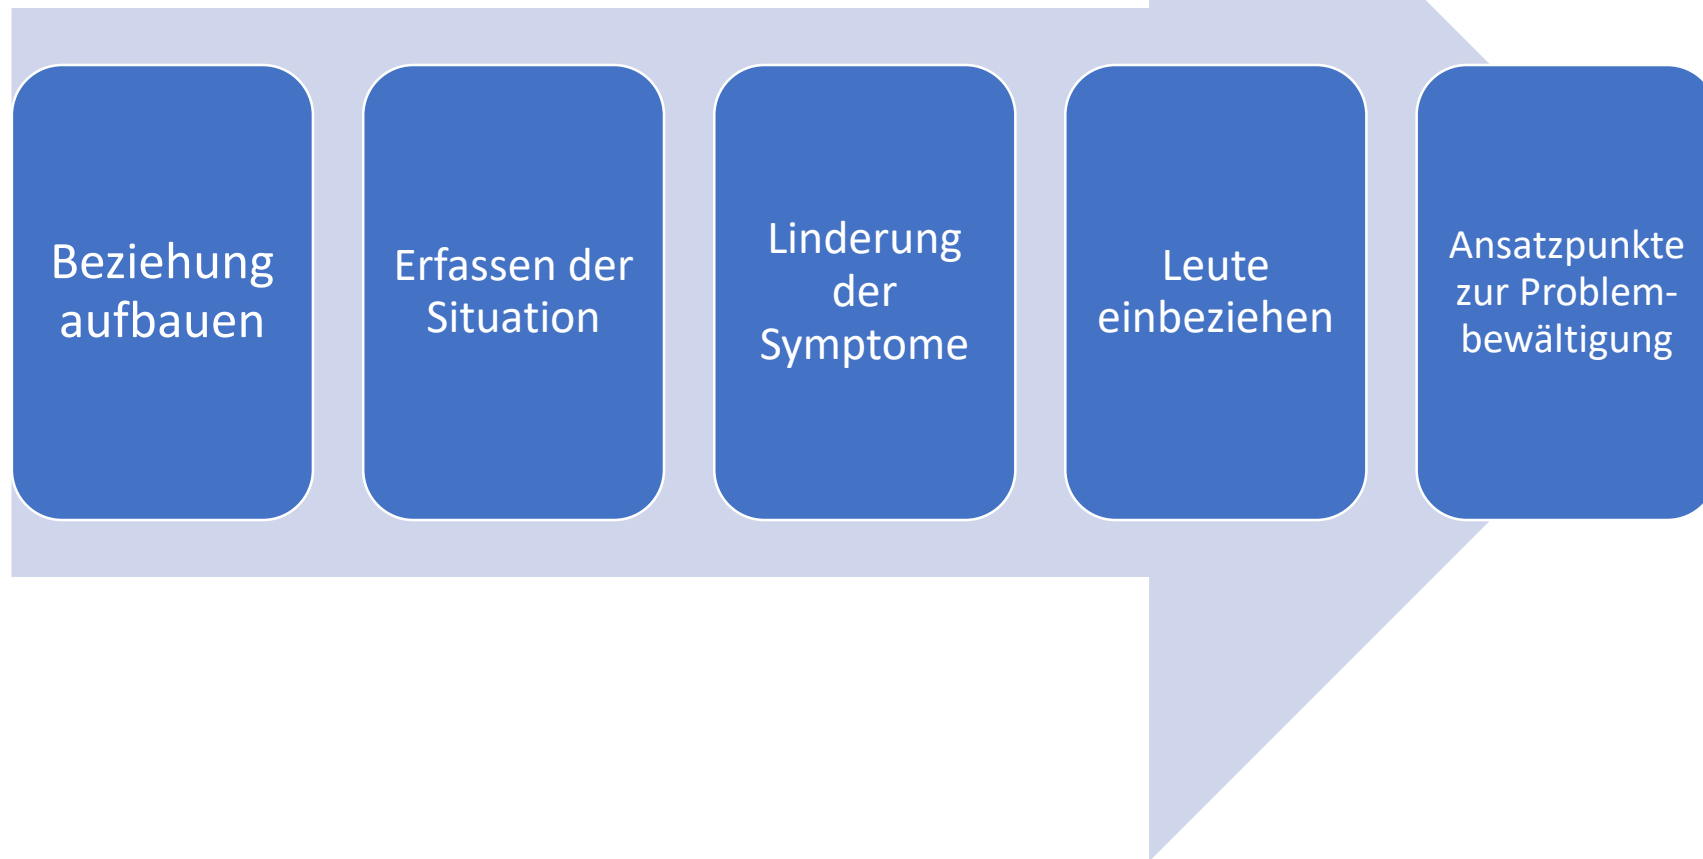 Beziehung
aufbauen
Erfassen der
Situation
Linderung
der
Symptome
Leute
einbeziehen
Ansatzpunkte
zur Problem-
bewältigung